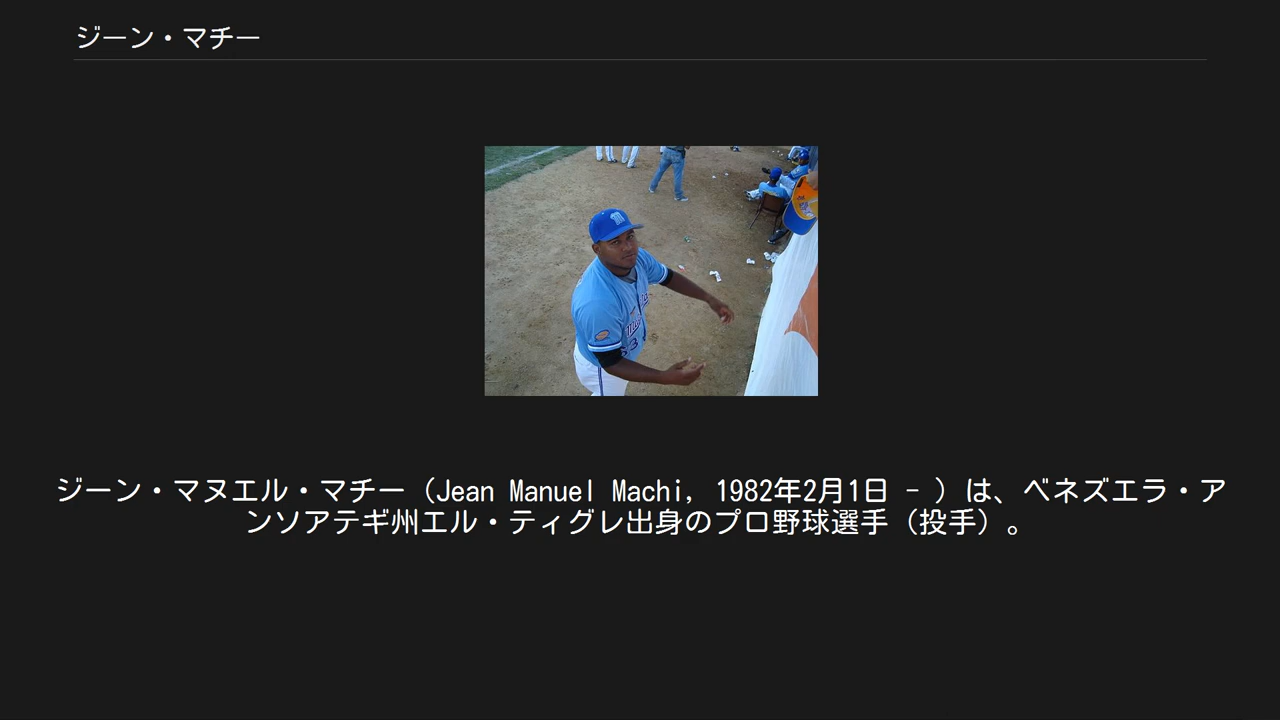 ジーン・マチー
ジーン・マヌエル・マチー（Jean Manuel Machi, 1982年2月1日 - ）は、ベネズエラ・ア
ンソアテギ州エル・ティグレ出身のプロ野球選手（投手）。